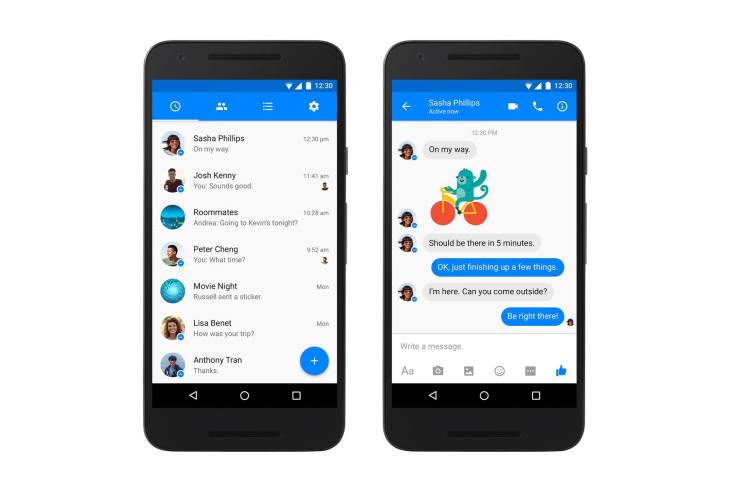 12:30
Sasha Phillips
12:30 pm
On my way.
Josh Kenny
11:41 am
You: Sounds good.
Roommates
10:28 am
Andrea: Going to Kevin's tonight?
Peter Cheng
9:52 am
You: What time?
Movie Night
Mon
Russell sent a sticker.
Lisa Benet
Mon
How was your trip?
Anthony Tran
Thanks.
12:30
Sasha Phillips
Active now
12:30 PM
On my way.
Should be there in 5 minutes.
OK, just finishing up a few things.
I'm here. Can you come outside?
Be right there!
Write a message
Aa